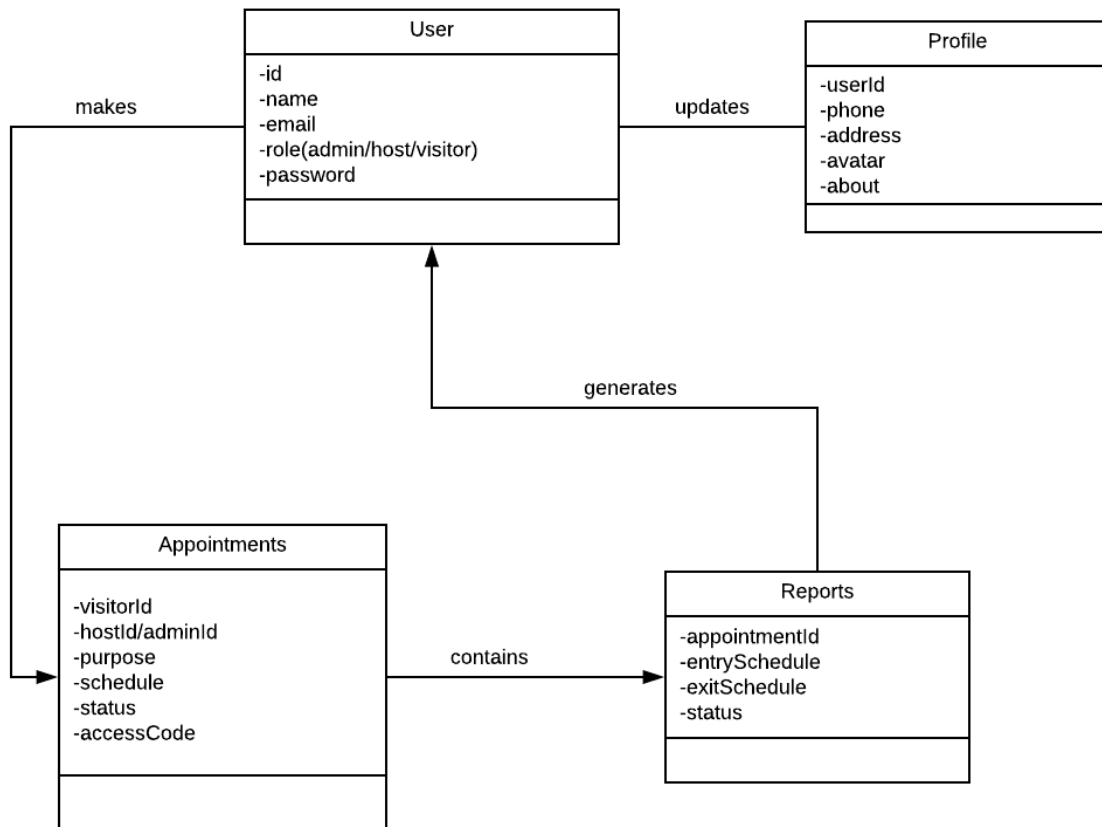 User
-id
-name
-email
-role(admin/host/visitor)
-password
Profile
-userId
-phone
-address
-avatar
-about
makes
updates
generates
Appointments
-visitorId
-hostId/adminId
-purpose
-schedule
-status
-accessCode
contains
Reports
-appointmentId
-entrySchedule
-exitSchedule
-status